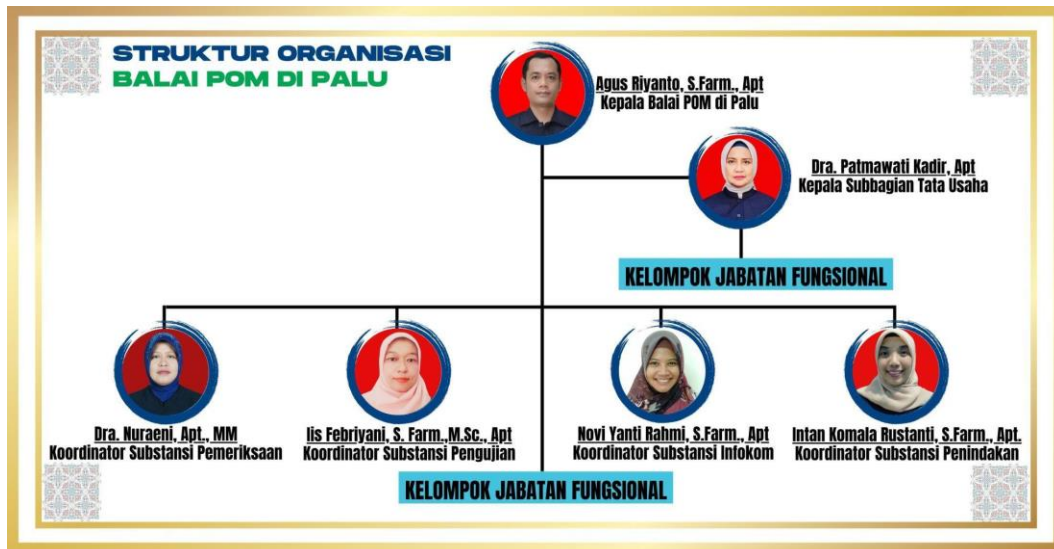 STRUKTUR ORGANISASI
BALAI POM DI PALU
Agus Riyanto, S.Farm., Apt
Kepala Balai POM di Palu
Dra. Patmawati Kadir, Apt
Kepala Subbagian Tata Usaha
KELOMPOK JABATAN FUNGSIONAL
Dra. Nuraeni, Apt., MM
Koordinator Substansi Pemeriksaan
Iis Febriyani, S. Farm.,M.Sc., Apt
Koordinator Substansi Pengujian
Novi Yanti Rahmi, S.Farm., Apt
Koordinator Substansi Infokom
Intan Komala Rustanti, S.Farm., Apt.
Koordinator Substansi Penindakan
KELOMPOK JABATAN FUNGSIONAL